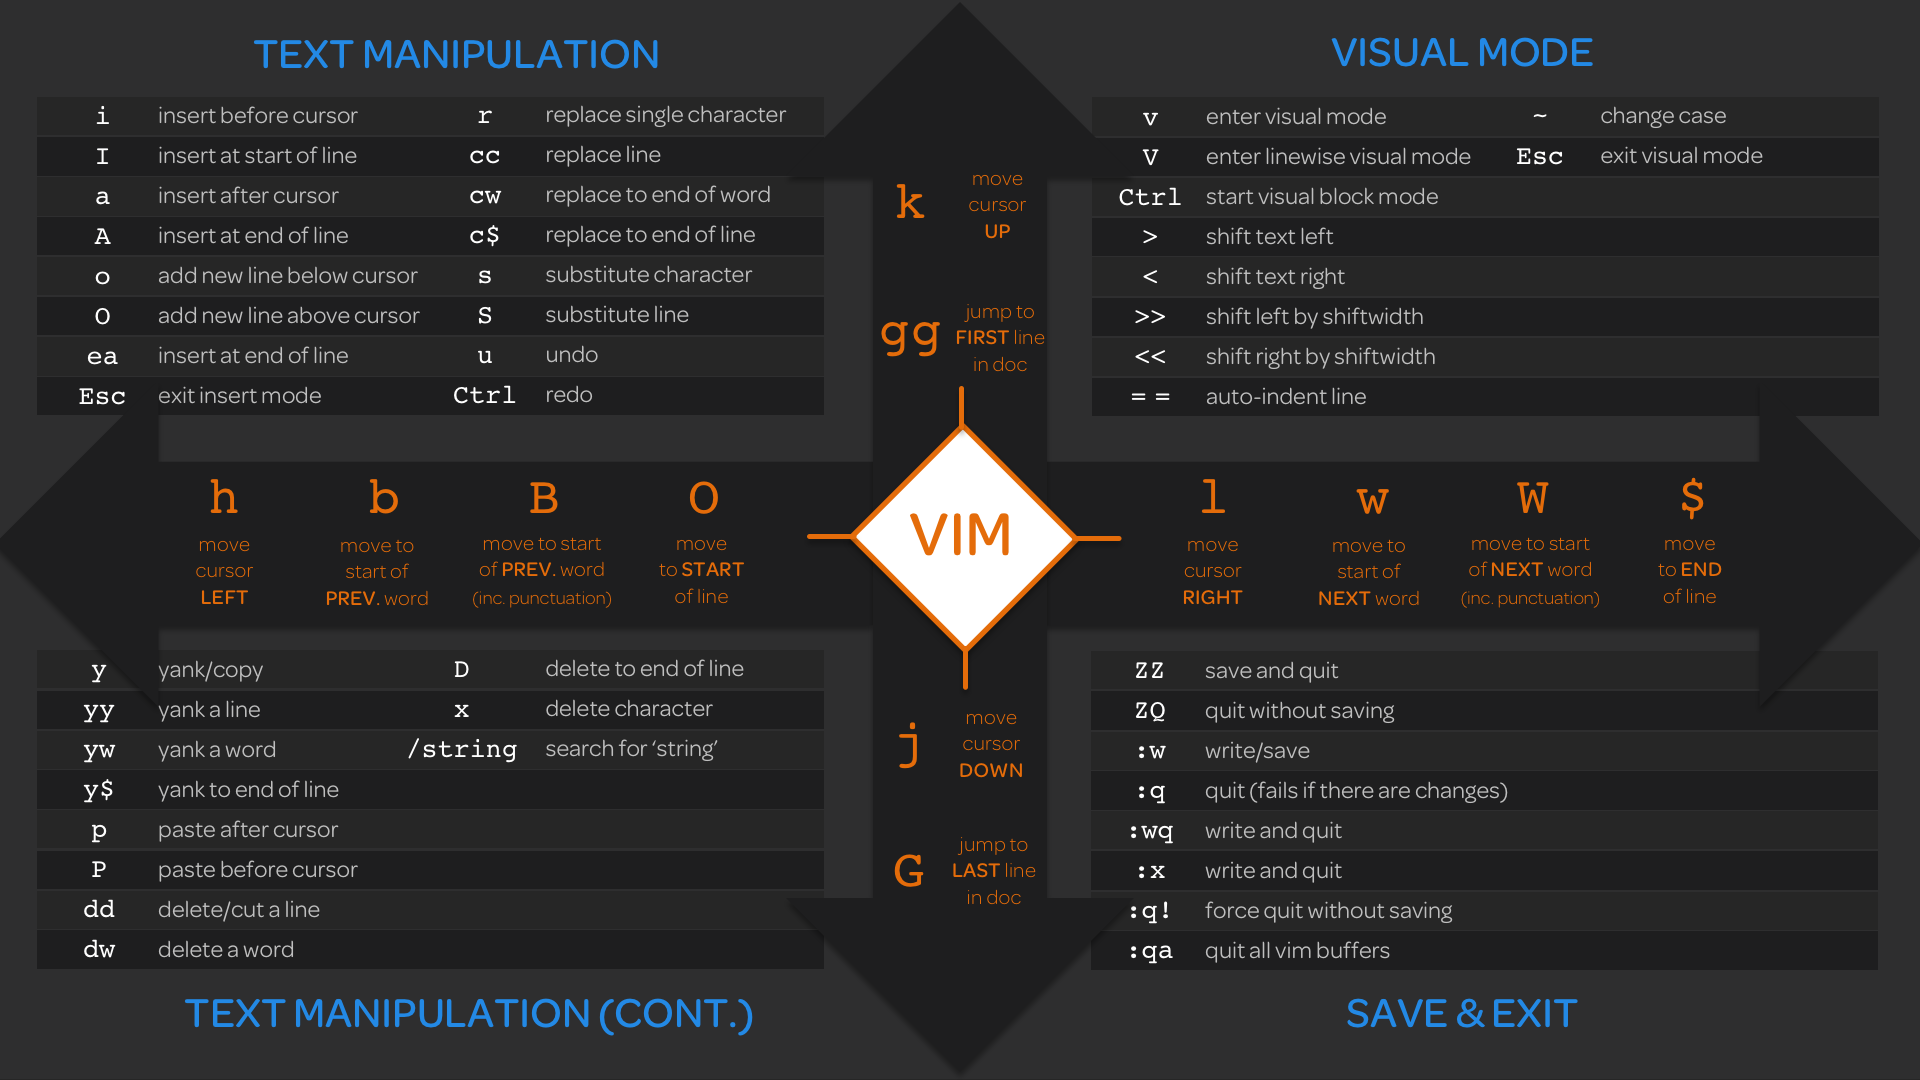 TEXT MANIPULATION
i insert before cursor r replace single character
I insert at start of line cc replace line
a insert after cursor cw replace to end of word
A insert at end of line c$ replace to end of line
o add new line below cursor s substitute character
O add new line above cursor S substitute line
ea insert at end of line u undo
Esc exit insert mode Ctrl redo
VISUAL MODE
v enter visual mode ~ change case
V enter linewise visual mode Esc exit visual mode
Ctrl start visual block mode
> shift text left
< shift text right
>> shift left by shiftwidth
<< shift right by shiftwidth
== auto-indent line
k
move
cursor
UP
gg
jump to
FIRST line
in doc
h
move
cursor
LEFT
b
move to
start of
PREV. word
B
move to start
of PREV. word
(inc. punctuation)
0
move
to START
of line
VIM
l
move
cursor
RIGHT
w
move to
start of
NEXT word
W
move to start
of NEXT word
(inc. punctuation)
$
move
to END
of line
j
move
cursor
DOWN
G
jump to
LAST line
in doc
y yank/copy D delete to end of line
yy yank a line x delete character
yw yank a word /string search for ‘string’
y$ yank to end of line
p paste after cursor
P paste before cursor
dd delete/cut a line
dw delete a word
TEXT MANIPULATION (CONT.)
ZZ save and quit
ZQ quit without saving
:w write/save
:q quit (fails if there are changes)
:wq write and quit
:x write and quit
:q! force quit without saving
:qa quit all vim buffers
SAVE & EXIT